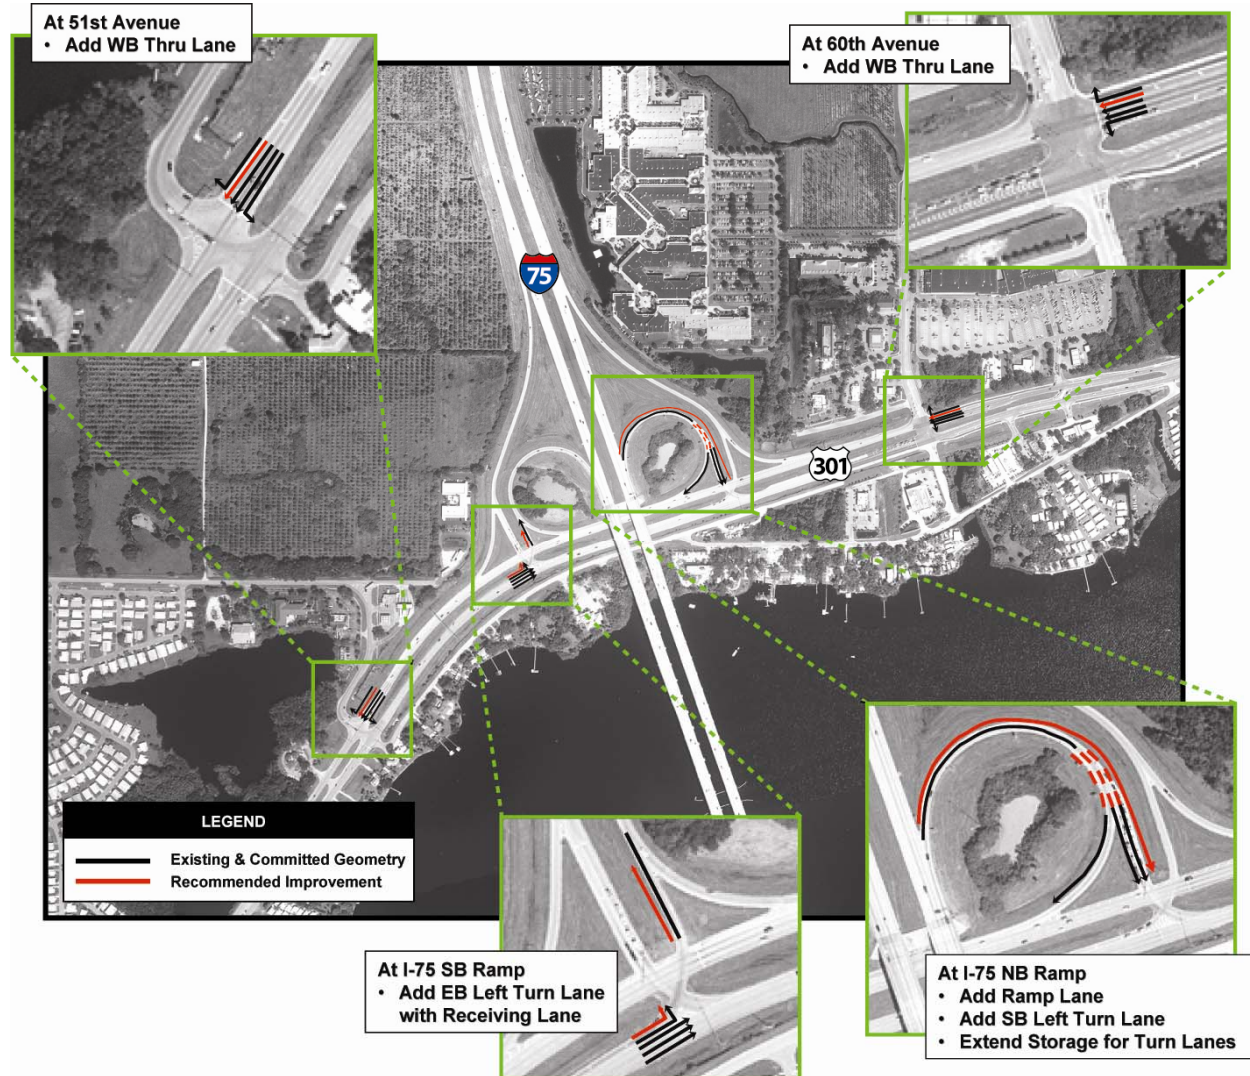 At 51st Avenue
• Add WB Thru Lane
At 60th Avenue
• Add WB Thru Lane
75
301
LEGEND
Existing & Committed Geometry
Recommended Improvement
At I-75 SB Ramp
• Add EB Left Turn Lane
with Receiving Lane
At I-75 NB Ramp
• Add Ramp Lane
• Add SB Left Turn Lane
• Extend Storage for Turn Lanes